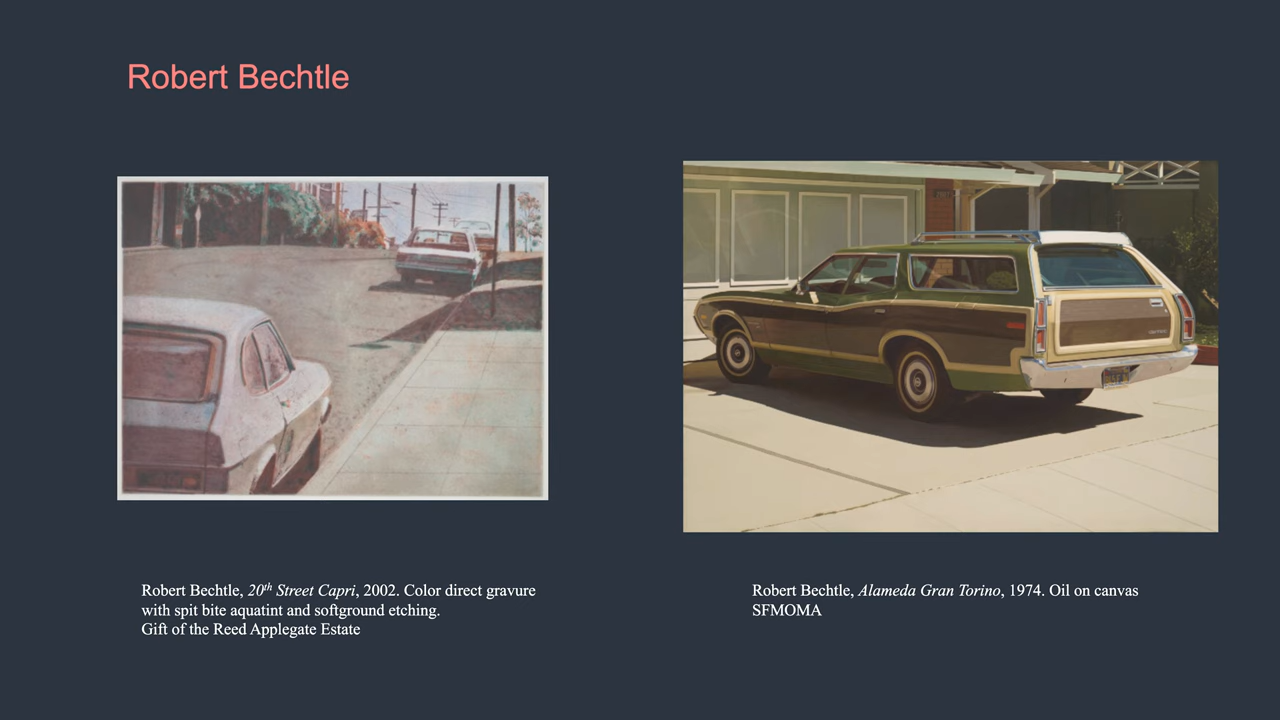 Robert Bechtle
Robert Bechtle, 20th Street Capri, 2002. Color direct gravure
with spit bite aquatint and softground etching.
Gift of the Reed Applegate Estate
Robert Bechtle, Alameda Gran Torino, 1974. Oil on canvas
SFMOMA